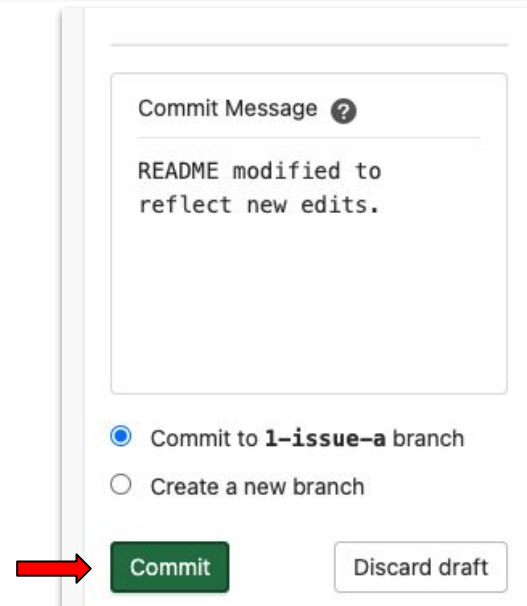 Commit Message ?
README modified to
reflect new edits.
Commit to 1-issue-a branch
Create a new branch
Commit
Discard draft